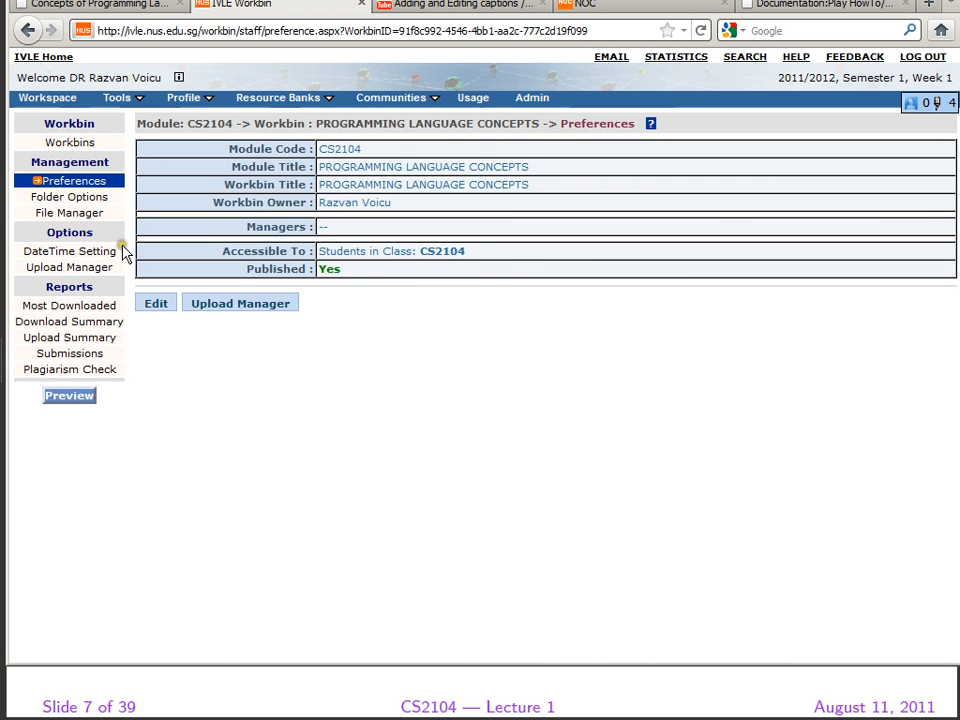 Concepts of Programming La... × NUS IVLE Workbin × Adding and Editing captions /... × NOC × Documentation:Play HowTo/... × +
NUS http://ivle.nus.edu.sg/workbin/staff/preference.aspx?WorkbinID=91f8c992-4546-4bb1-aa2c-777c2d19f099 Google
IVLE Home EMAIL STATISTICS SEARCH HELP FEEDBACK LOG OUT
Welcome DR Razvan Voicu 2011/2012, Semester 1, Week 1
Workspace Tools Profile Resource Banks Communities Usage Admin 0 4
Workbin
Workbins
Management
Preferences
Folder Options
File Manager
Options
DateTime Setting
Upload Manager
Reports
Most Downloaded
Download Summary
Upload Summary
Submissions
Plagiarism Check
Preview
Module: CS2104 -> Workbin : PROGRAMMING LANGUAGE CONCEPTS -> Preferences ?
Module Code : CS2104
Module Title : PROGRAMMING LANGUAGE CONCEPTS
Workbin Title : PROGRAMMING LANGUAGE CONCEPTS
Workbin Owner : Razvan Voicu
Managers : --
Accessible To : Students in Class: CS2104
Published : Yes
Edit Upload Manager
Slide 7 of 39 CS2104 — Lecture 1 August 11, 2011